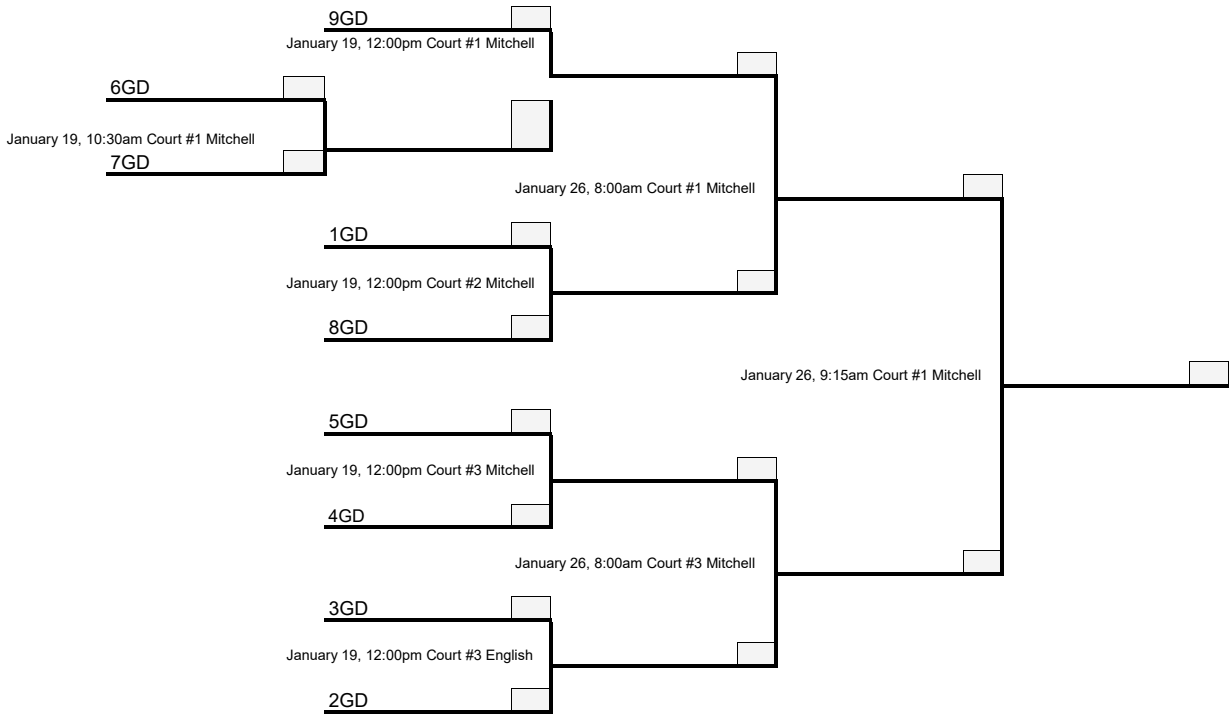 9GD
January 19, 12:00pm Court #1 Mitchell
6GD
January 19, 10:30am Court #1 Mitchell
7GD
January 26, 8:00am Court #1 Mitchell
1GD
January 19, 12:00pm Court #2 Mitchell
8GD
January 26, 9:15am Court #1 Mitchell
5GD
January 19, 12:00pm Court #3 Mitchell
4GD
January 26, 8:00am Court #3 Mitchell
3GD
January 19, 12:00pm Court #3 English
2GD